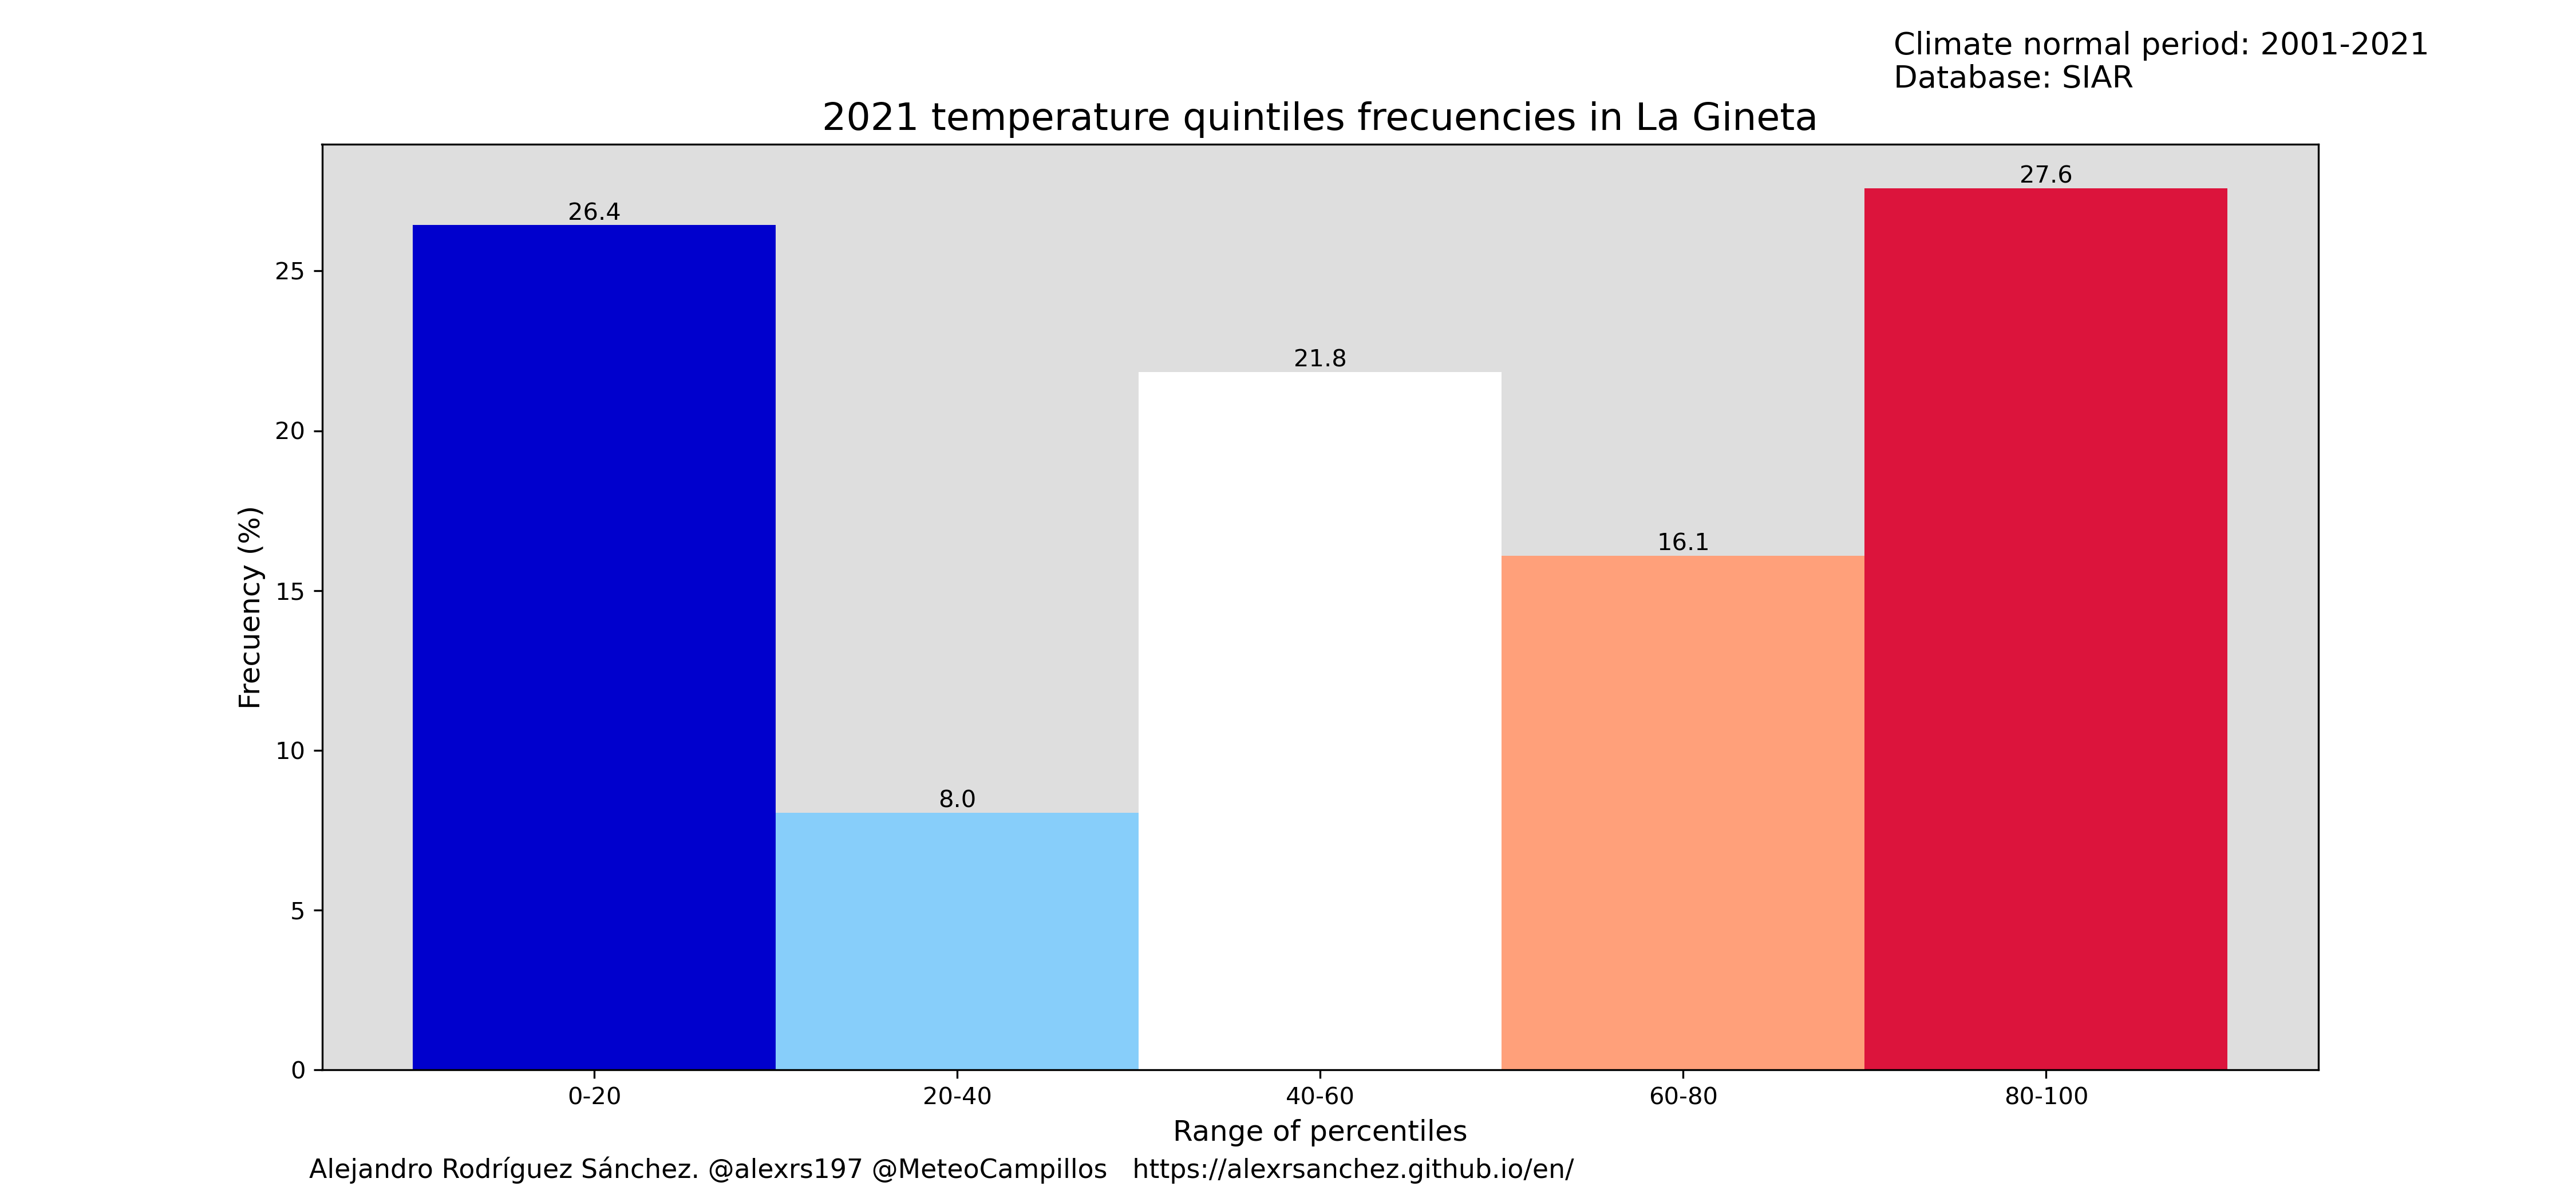 Climate normal period: 2001-2021
Database: SIAR
2021 temperature quintiles frecuencies in La Gineta
27.6
26.4
25
21.8
20
16.1
Frecuency (%)
15
10
8.0
5
0
0-20 20-40 40-60 60-80 80-100
Range of percentiles
Alejandro Rodríguez Sánchez. @alexrs197 @MeteoCampillos https://alexrsanchez.github.io/en/